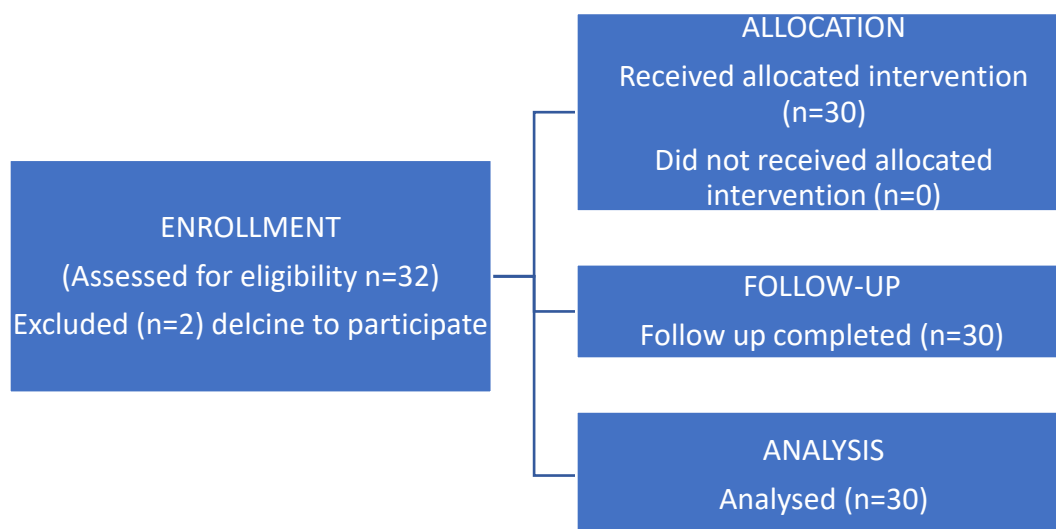 ENROLLMENT
(Assessed for eligibility n=32)
Excluded (n=2) delcine to participate
ALLOCATION
Received allocated intervention
(n=30)
Did not received allocated
intervention (n=0)
FOLLOW-UP
Follow up completed (n=30)
ANALYSIS
Analysed (n=30)